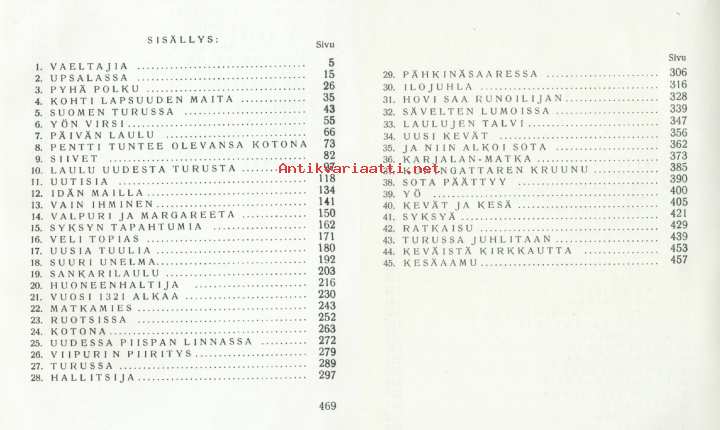 SISÄLLYS:
Sivu
1. VAELTAJIA 5
2. UPSALASSA 15
3. PYHÄ POLKU 26
4. KOHTI LAPSUUDEN MAITA 35
5. SUOMEN TURUSSA 43
6. YÖN VIRSI 55
7. PÄIVÄN LAULU 66
8. PENTTI TUNTEE OLEVANSA KOTONA 73
9. SIIVET 82
10. LAULU UUDESTA TURUSTA 97
11. UUTISIA 118
12. IDÄN MAILLA 134
13. VAIN IHMINEN 141
14. VALPURI JA MARGAREETA 150
15. SYKSYN TAPAHTUMIA 162
16. VELI TOPIAS 171
17. UUSIA TUULIA 180
18. SUURI UNELMA 192
19. SANKARILAULU 203
20. HUONEENHALTIJA 216
21. VUOSI 1321 ALKAA 230
22. MATKAMIES 243
23. RUOTSISSA 252
24. KOTONA 263
25. UUDESSA PIISPAN LINNASSA 272
26. VIIPURIN PIIRITYS 279
27. TURUSSA 289
28. HALLITSIJA 297
469
Sivu
29. PÄHKINÄSAARESSA 306
30. ILOJUHLA 316
31. HOVI SAA RUNOILIJAN 328
32. SÄVELTEN LUMOISSA 339
33. LAULUJEN TALVI 347
34. UUSI KEVÄT 356
35. JA NIIN ALKOI SOTA 362
36. KARJALAN-MATKA 373
KRUUNU 385
38. SOTA PÄÄTTYY 390
39. YÖ 400
40. KEVÄT JA KESÄ 405
41. SYKSYÄ 421
42. RATKAISU 429
43. TURUSSA JUHLITAAN 439
44. KEVÄISTÄ KIRKKAUTTA 453
45. KESÄAAMU 457
Antikvariaatti.net